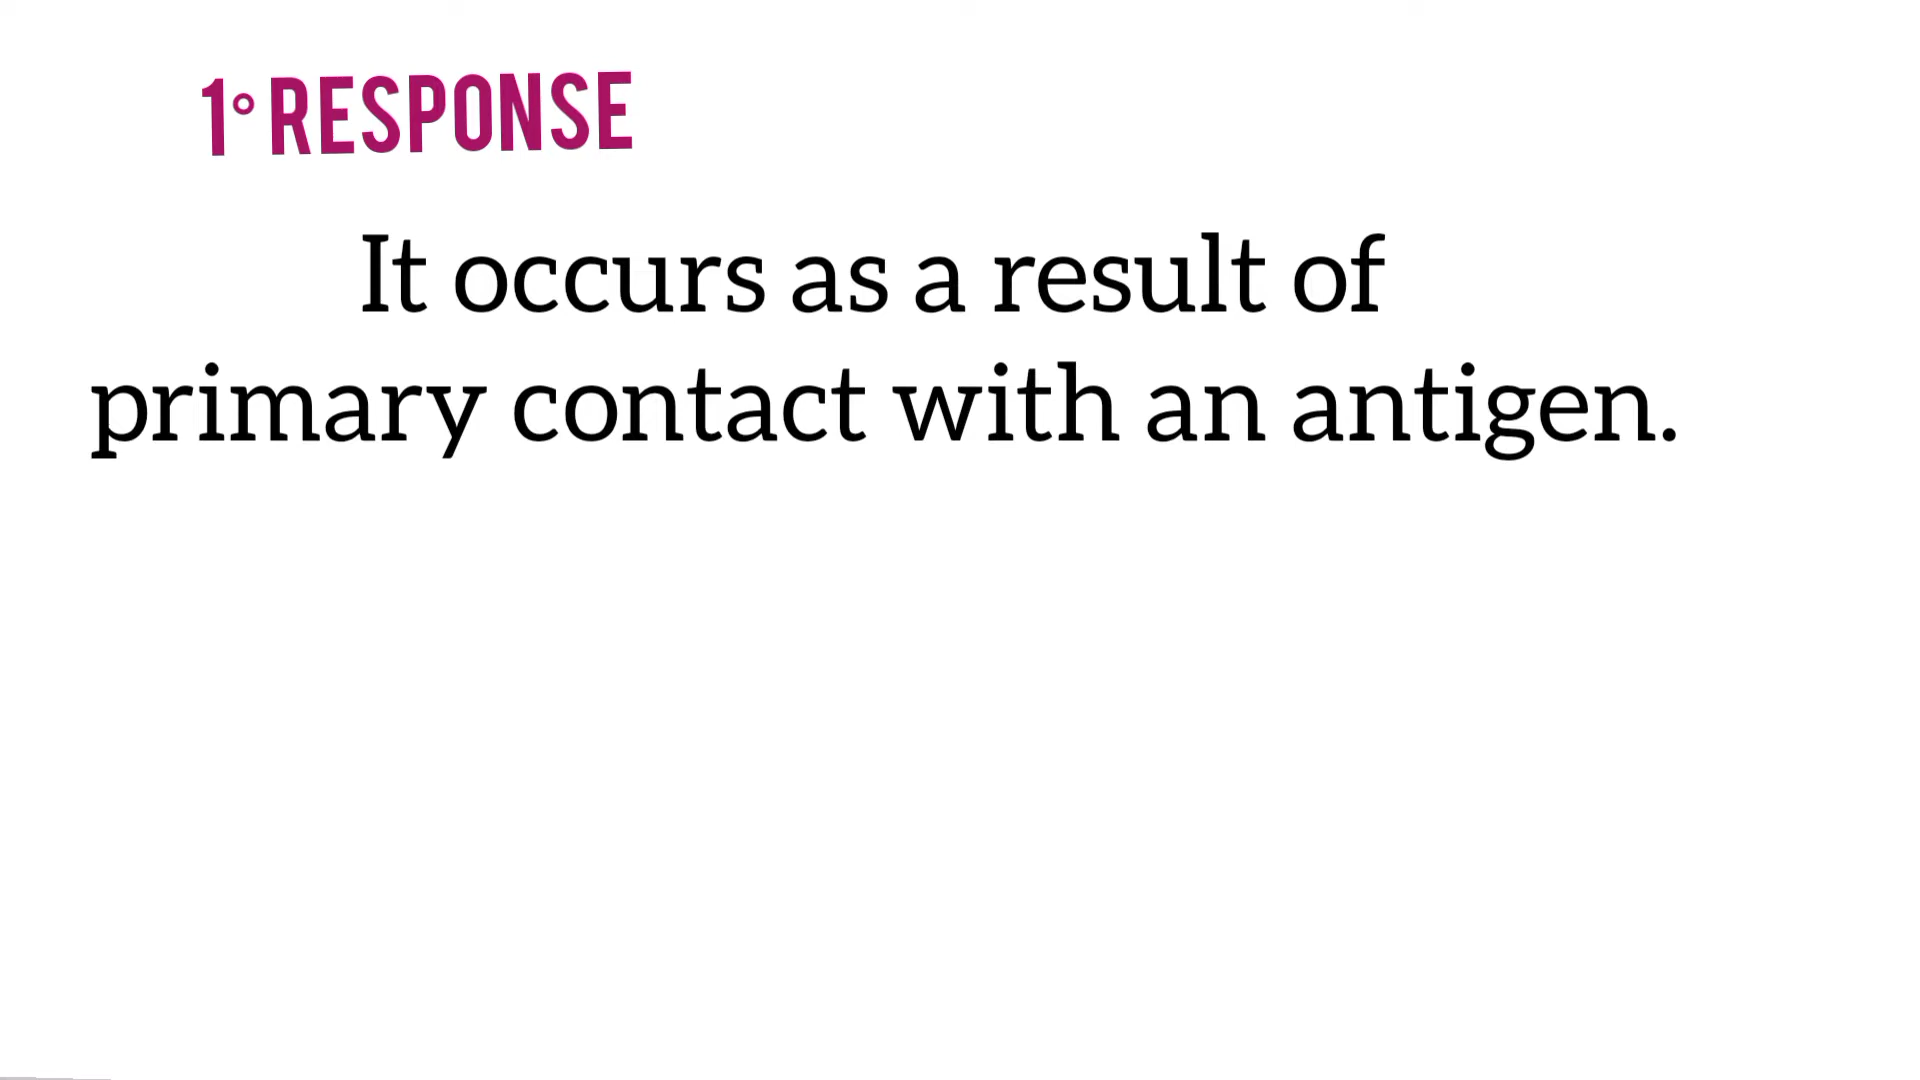 1° RESPONSE
It occurs as a result of
primary contact with an antigen.